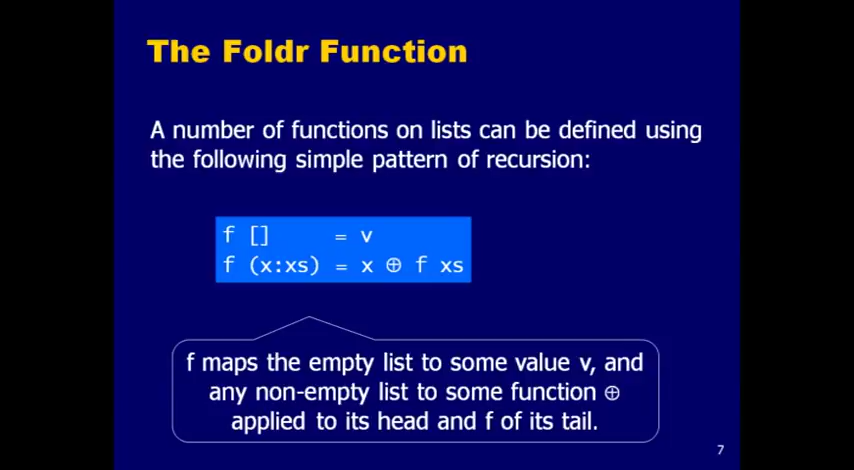 The Foldr Function
A number of functions on lists can be defined using
the following simple pattern of recursion:
f [] = v
f (x:xs) = x ⊕ f xs
f maps the empty list to some value v, and
any non-empty list to some function ⊕
applied to its head and f of its tail.
7